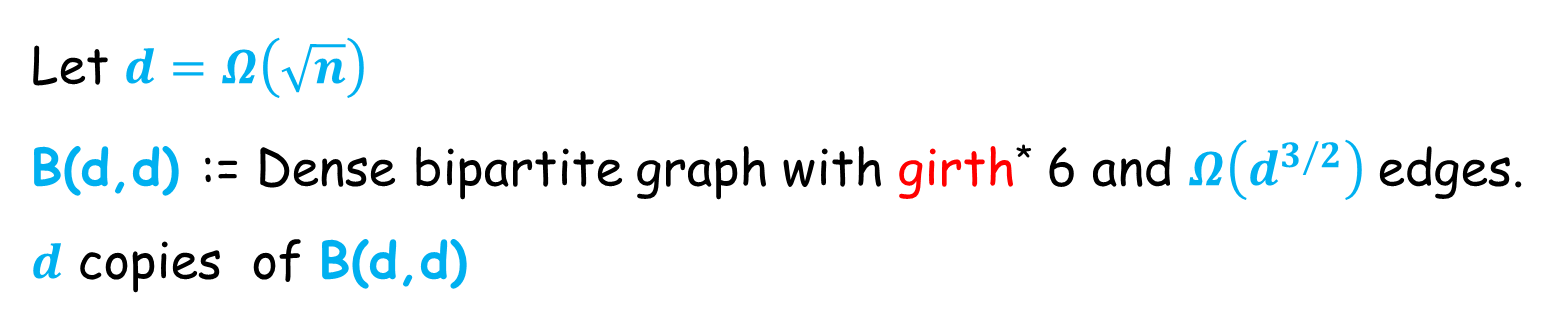 Let d = Ω(√n)
B(d,d) := Dense bipartite graph with girth* 6 and Ω(d^{3/2}) edges.
d copies of B(d,d)